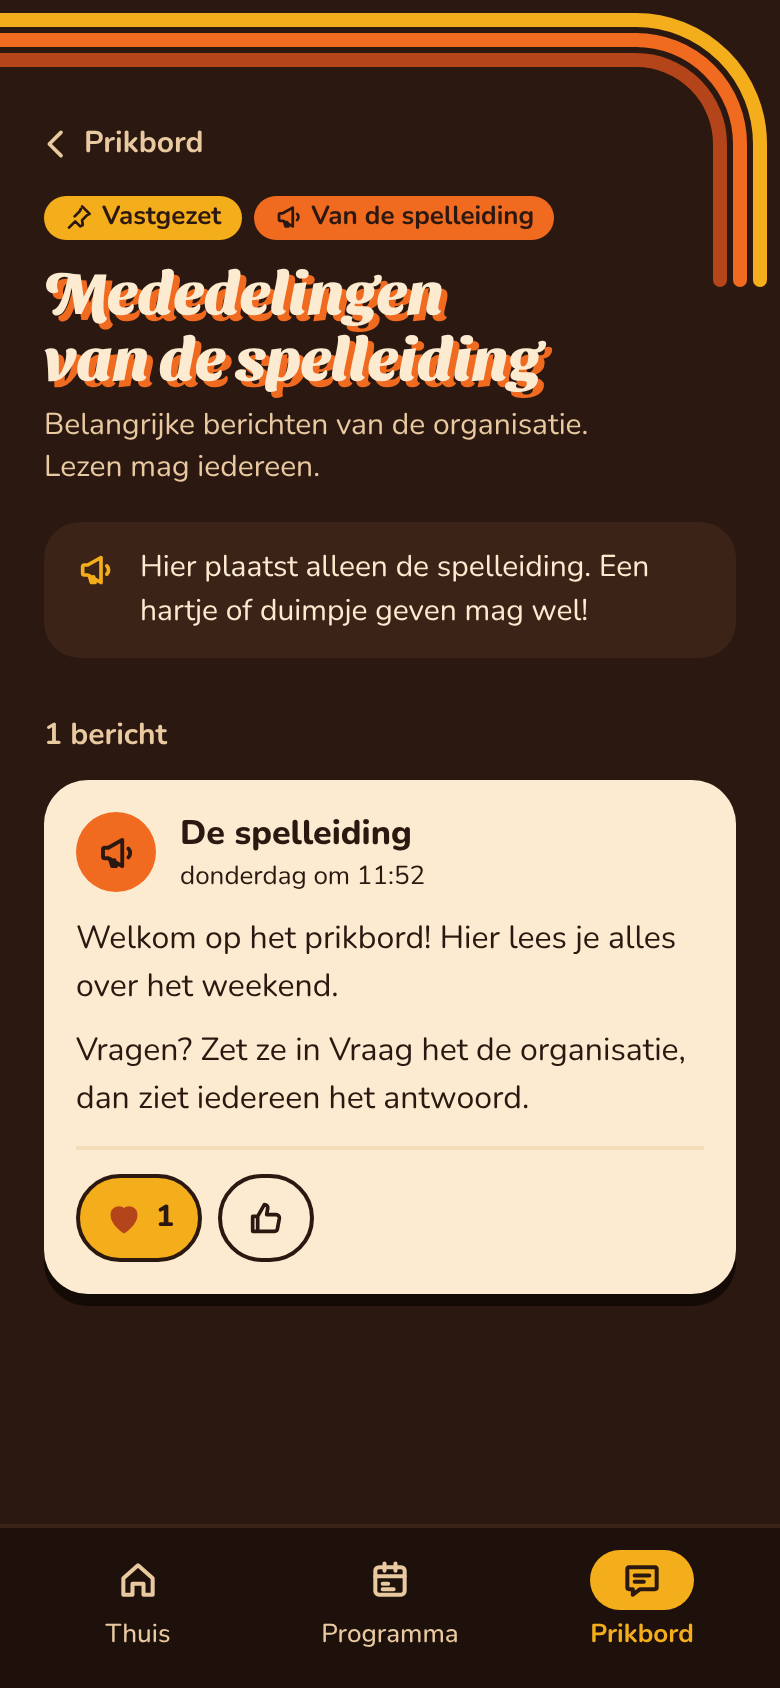 Prikbord
Vastgezet
Van de spelleiding
Mededelingen
van de spelleiding
Belangrijke berichten van de organisatie.
Lezen mag iedereen.
Hier plaatst alleen de spelleiding. Een
hartje of duimpje geven mag wel!
1 bericht
De spelleiding
donderdag om 11:52
Welkom op het prikbord! Hier lees je alles
over het weekend.
Vragen? Zet ze in Vraag het de organisatie,
dan ziet iedereen het antwoord.
1
Thuis
Programma
Prikbord